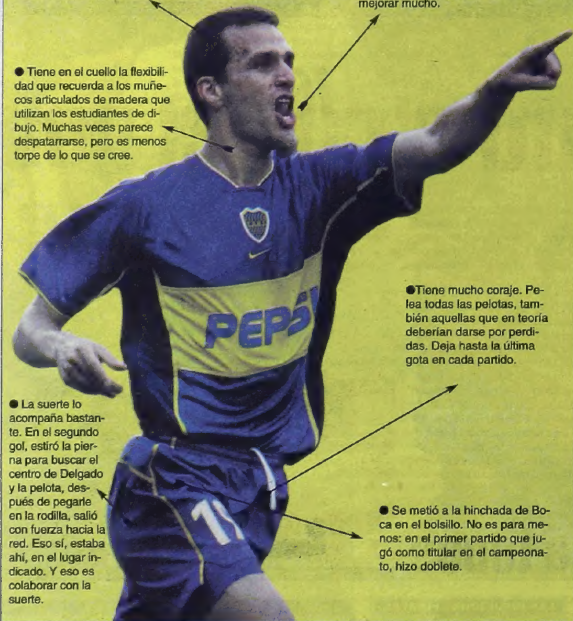 mejorar mucho.
● Tiene en el cuello la flexibili-
dad que recuerda a los muñe-
cos articulados de madera que
utilizan los estudiantes de di-
bujo. Muchas veces parece
despatarrarse, pero es menos
torpe de lo que se cree.
PEPSI
●Tiene mucho coraje. Pe-
lea todas las pelotas, tam-
bién aquellas que en teoría
deberían darse por perdi-
das. Deja hasta la última
gota en cada partido.
● La suerte lo
acompaña bastan-
te. En el segundo
gol, estiró la pier-
na para buscar el
centro de Delgado
y la pelota, des-
pués de pegarle
en la rodilla, salió
con fuerza hacia la
red. Eso sí, estaba
ahí, en el lugar in-
dicado. Y eso es
colaborar con la
suerte.
● Se metió a la hinchada de Bo-
ca en el bolsillo. No es para me-
nos: en el primer partido que ju-
gó como titular en el campeona-
to, hizo doblete.